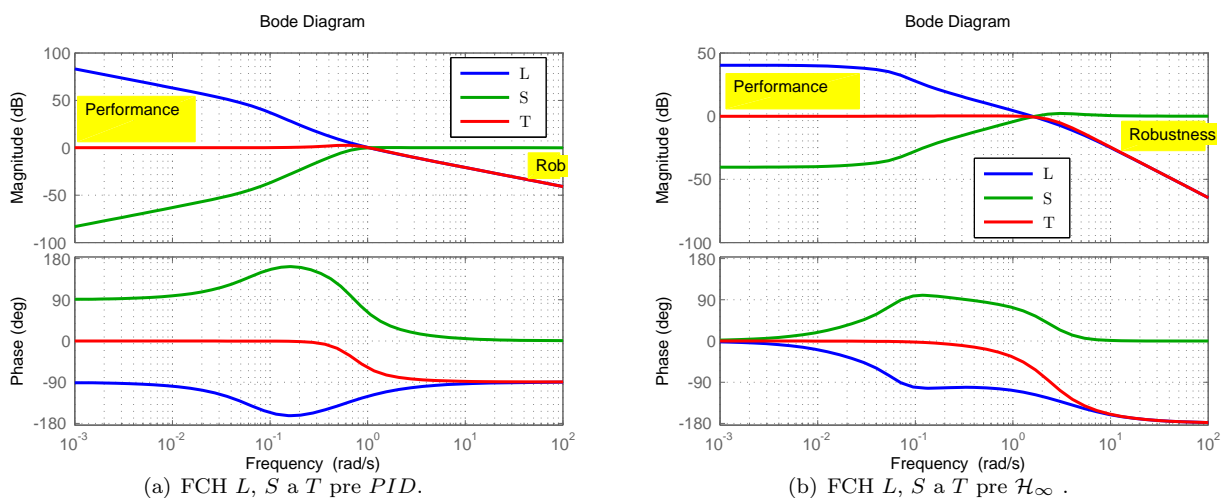 Bode Diagram
Magnitude (dB)
100
50
0
-50
-100
Performance
Rob
L
S
T
Phase (deg)
180
90
0
-90
-180
10^-3
10^-2
10^-1
10^0
10^1
10^2
Frequency (rad/s)
(a) FCH L, S a T pre PID.
Bode Diagram
Magnitude (dB)
50
0
-50
-100
Performance
Robustness
L
S
T
Phase (deg)
180
90
0
-90
-180
10^-3
10^-2
10^-1
10^0
10^1
10^2
Frequency (rad/s)
(b) FCH L, S a T pre ℋ∞ .